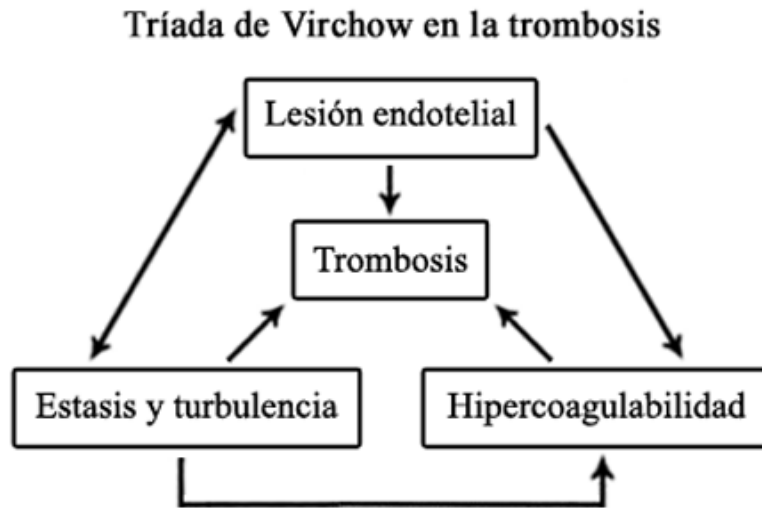 Tríada de Virchow en la trombosis
Lesión endotelial
Trombosis
Estasis y turbulencia
Hipercoagulabilidad